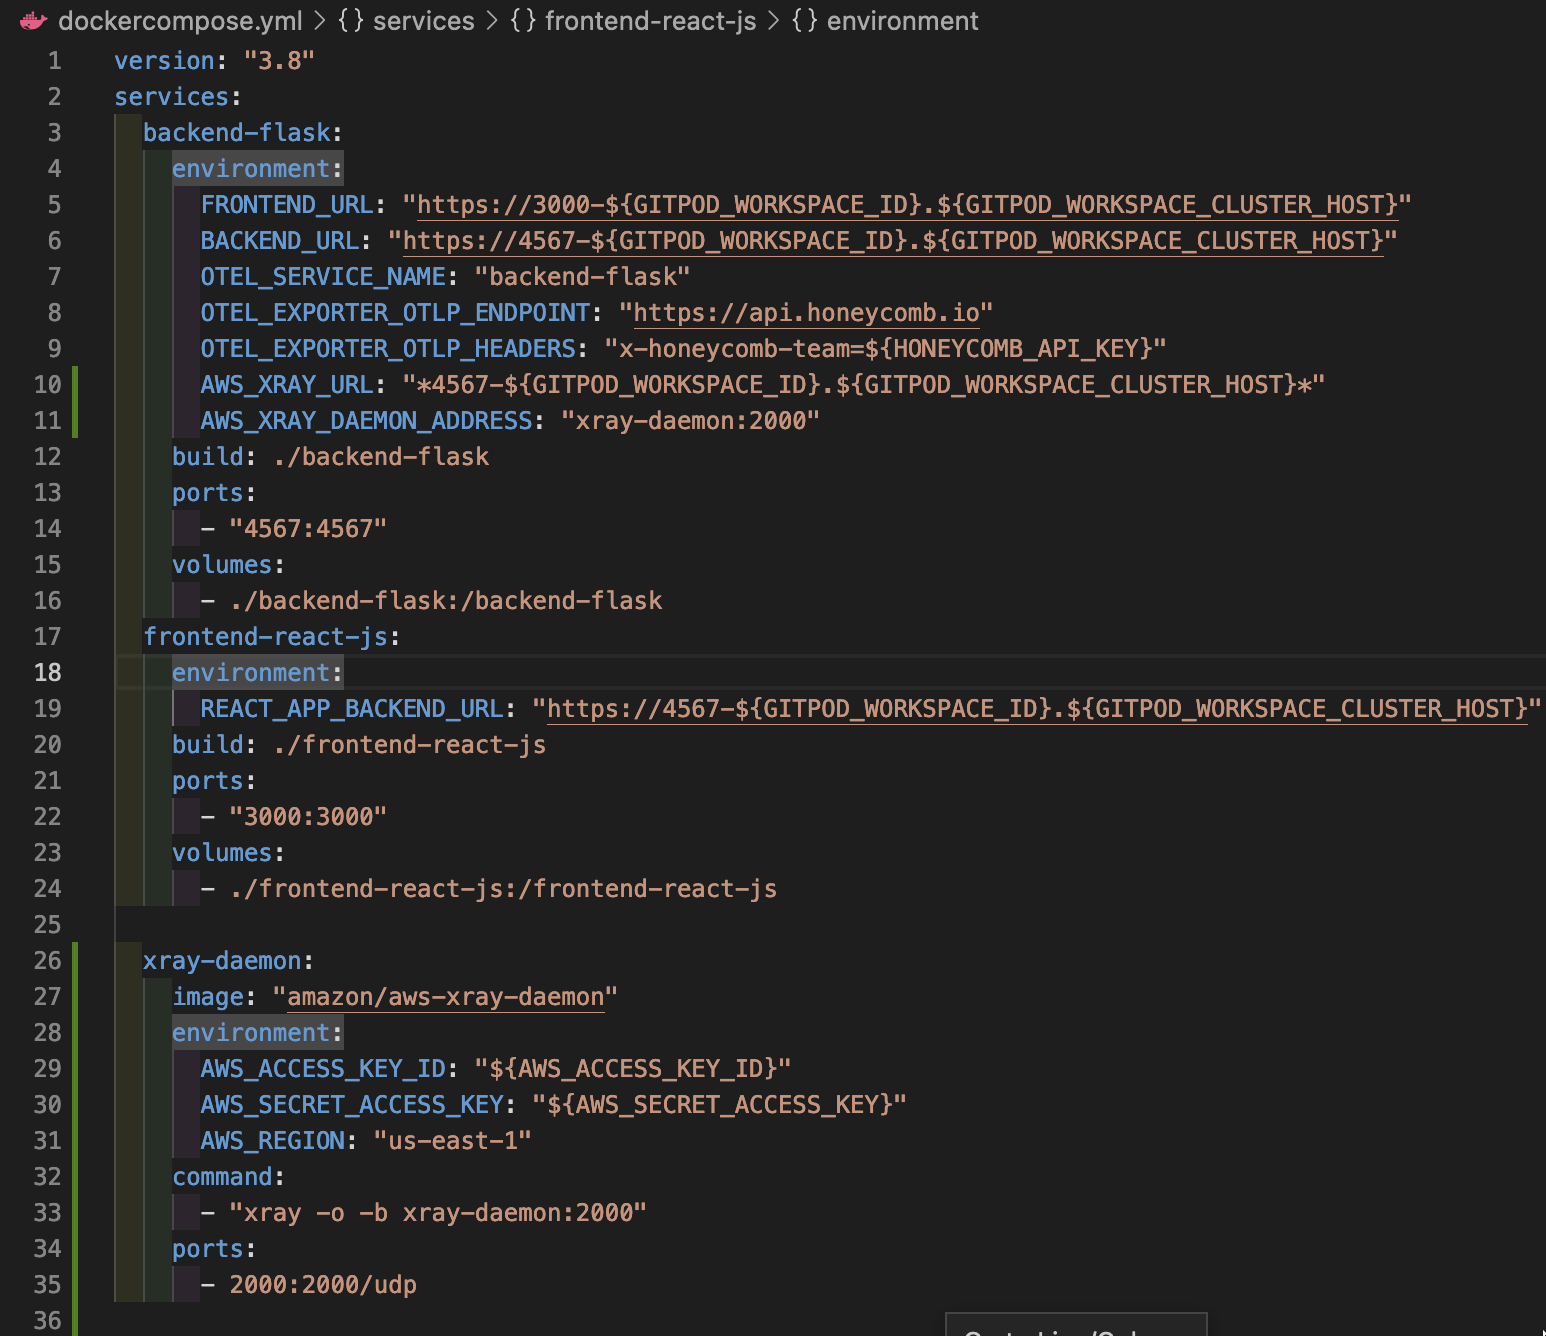 dockercompose.yml > {} services > {} frontend-react-js > {} environment
1 version: "3.8"
2 services:
3 backend-flask:
4 environment:
5 FRONTEND_URL: "https://3000-${GITPOD_WORKSPACE_ID}.${GITPOD_WORKSPACE_CLUSTER_HOST}"
6 BACKEND_URL: "https://4567-${GITPOD_WORKSPACE_ID}.${GITPOD_WORKSPACE_CLUSTER_HOST}"
7 OTEL_SERVICE_NAME: "backend-flask"
8 OTEL_EXPORTER_OTLP_ENDPOINT: "https://api.honeycomb.io"
9 OTEL_EXPORTER_OTLP_HEADERS: "x-honeycomb-team=${HONEYCOMB_API_KEY}"
10 AWS_XRAY_URL: "*4567-${GITPOD_WORKSPACE_ID}.${GITPOD_WORKSPACE_CLUSTER_HOST}*"
11 AWS_XRAY_DAEMON_ADDRESS: "xray-daemon:2000"
12 build: ./backend-flask
13 ports:
14 - "4567:4567"
15 volumes:
16 - ./backend-flask:/backend-flask
17 frontend-react-js:
18 environment:
19 REACT_APP_BACKEND_URL: "https://4567-${GITPOD_WORKSPACE_ID}.${GITPOD_WORKSPACE_CLUSTER_HOST}"
20 build: ./frontend-react-js
21 ports:
22 - "3000:3000"
23 volumes:
24 - ./frontend-react-js:/frontend-react-js
25
26 xray-daemon:
27 image: "amazon/aws-xray-daemon"
28 environment:
29 AWS_ACCESS_KEY_ID: "${AWS_ACCESS_KEY_ID}"
30 AWS_SECRET_ACCESS_KEY: "${AWS_SECRET_ACCESS_KEY}"
31 AWS_REGION: "us-east-1"
32 command:
33 - "xray -o -b xray-daemon:2000"
34 ports:
35 - 2000:2000/udp
36